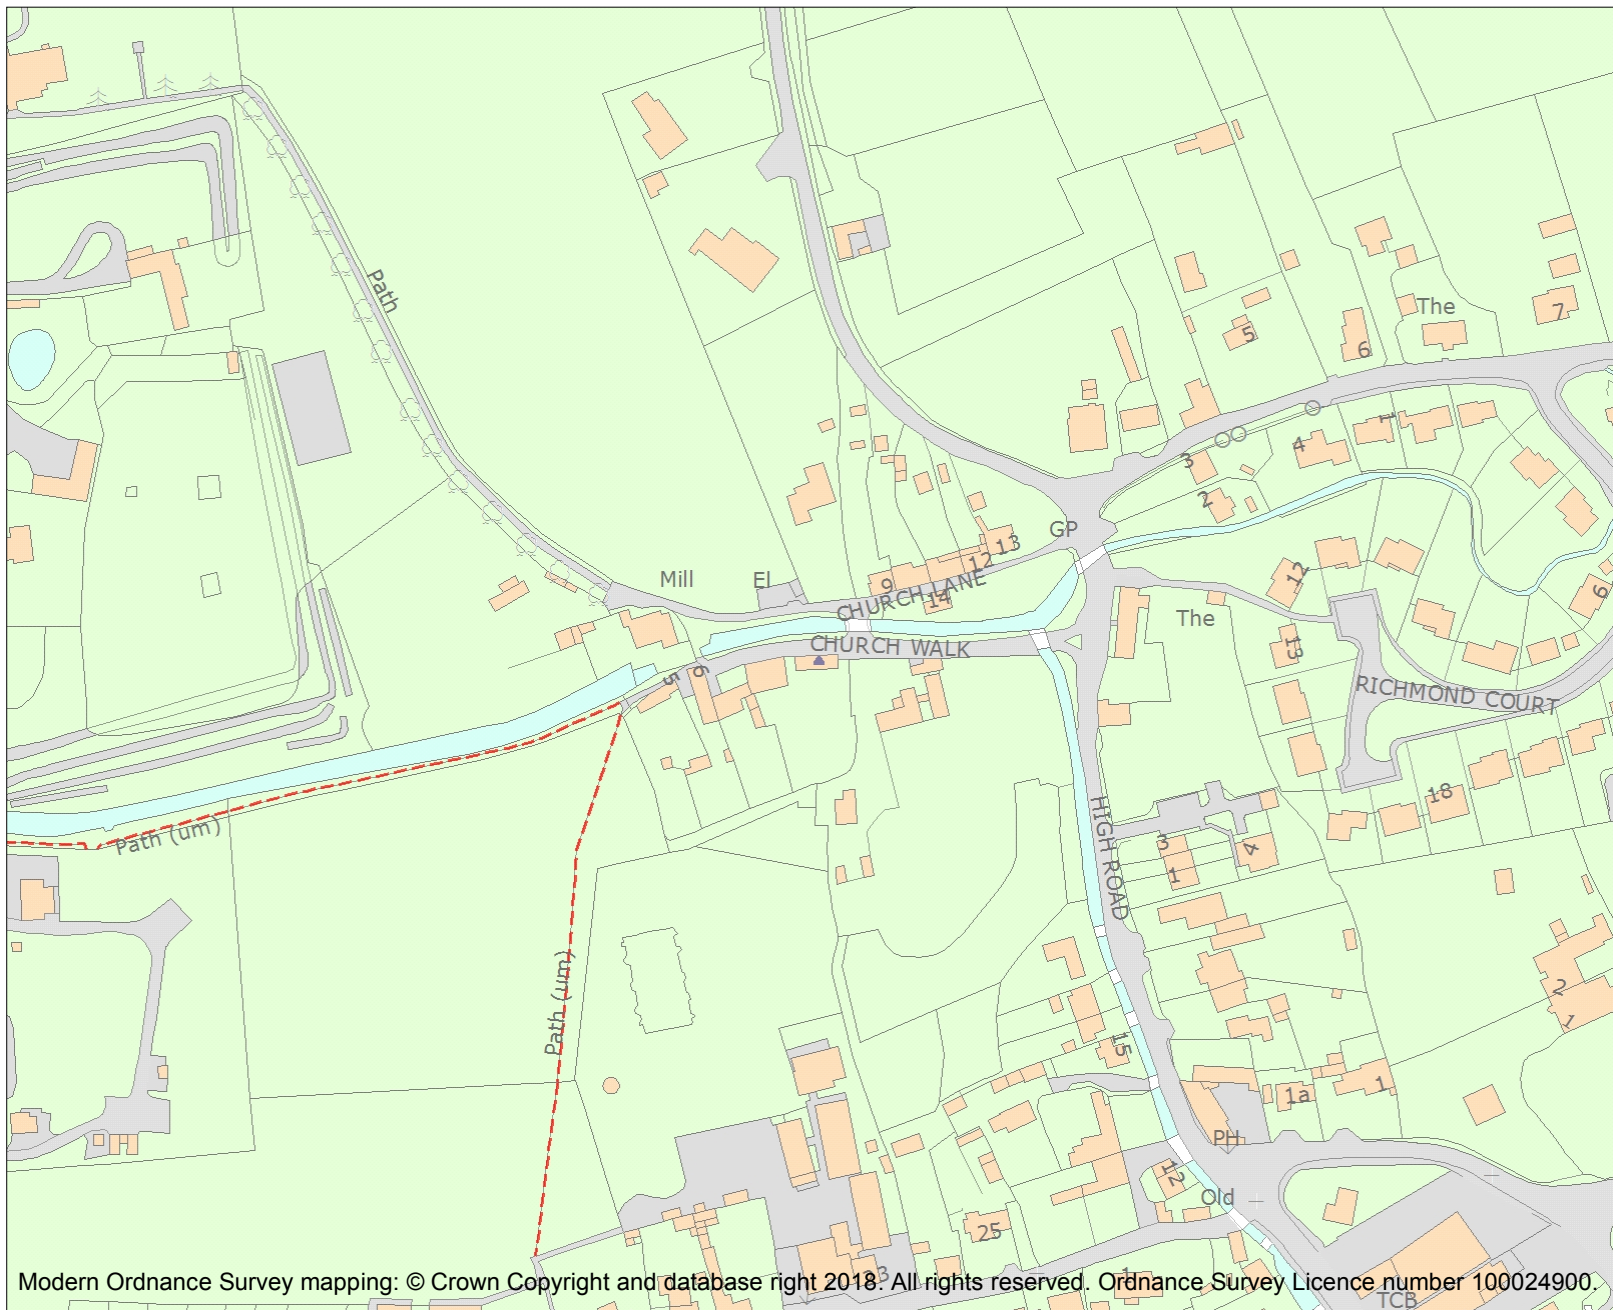 Path
The
7
5
6
1
4
3
2
GP
13
12
9
14
Mill
El
CHURCH LANE
CHURCH WALK
The
12
9
13
5
6
RICHMOND COURT
18
HIGH ROAD
3
4
1
Path (um)
Path (um)
2
1
15
1a
1
PH
12
Old
25
1
TCB
Modern Ordnance Survey mapping: © Crown Copyright and database right 2018. All rights reserved. Ordnance Survey Licence number 100024900.